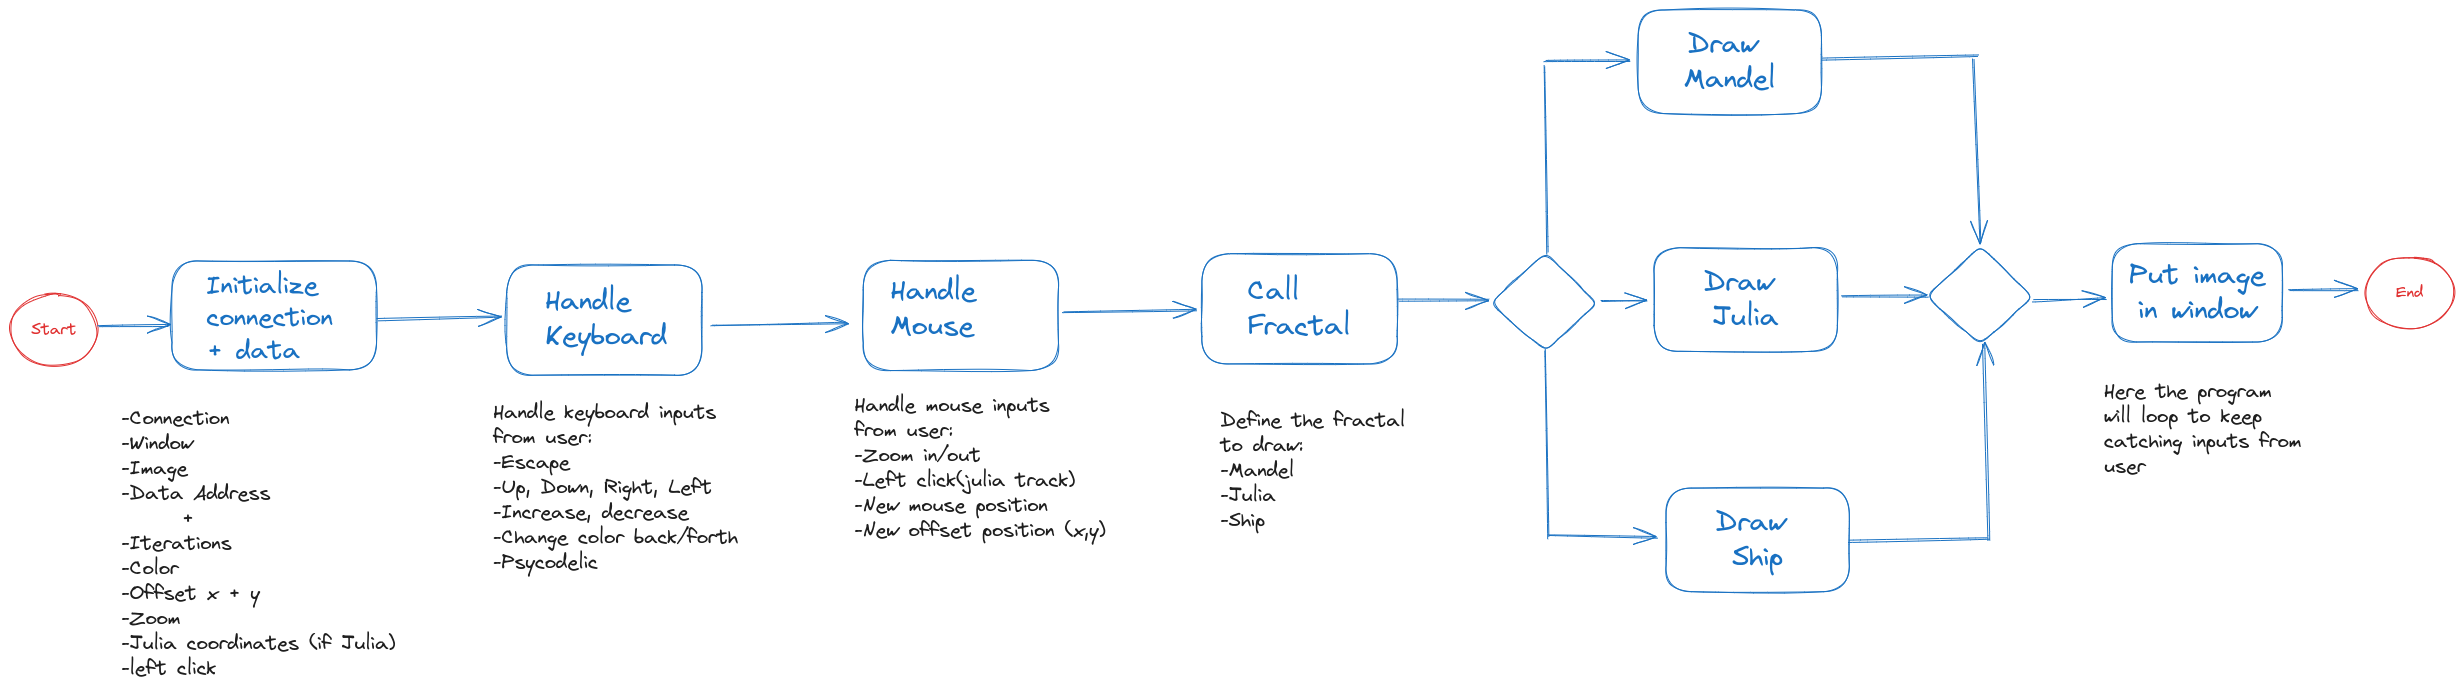 Start
Initialize
connection
+ data
-Connection
-Window
-Image
-Data Address
+
-Iterations
-Color
-Offset x + y
-Zoom
-Julia coordinates (if Julia)
-left click
Handle
Keyboard
Handle keyboard inputs
from user:
-Escape
-Up, Down, Right, Left
-Increase, decrease
-Change color back/forth
-Psycodelic
Handle
Mouse
Handle mouse inputs
from user:
-Zoom in/out
-Left click(julia track)
-New mouse position
-New offset position (x,y)
Call
Fractal
Define the fractal
to draw:
-Mandel
-Julia
-Ship
Draw
Mandel
Draw
Julia
Draw
Ship
Put image
in window
Here the program
will loop to keep
catching inputs from
user
End